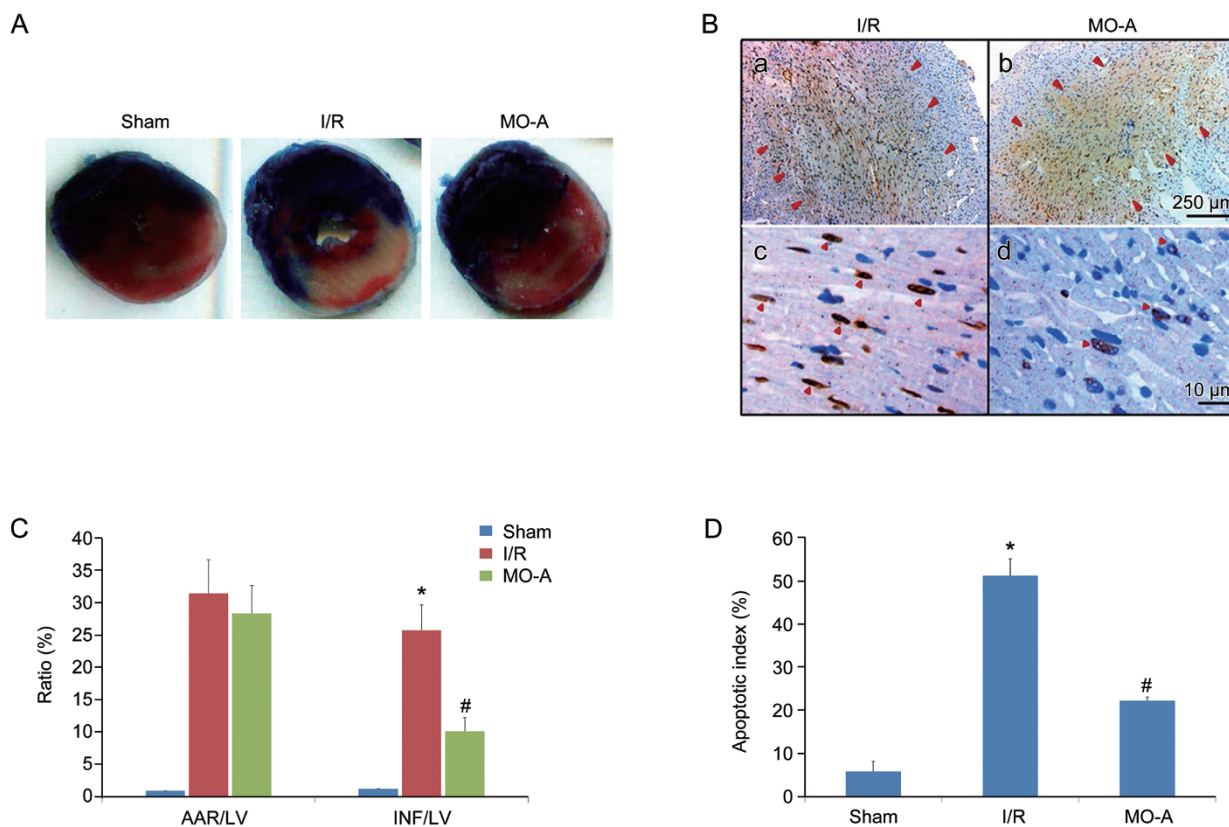 A
Sham I/R MO-A
B
I/R MO-A
a b
250 μm
c d
10 μm
C
Sham
I/R
MO-A
Ratio (%)
40
35
30
25
20
15
10
5
0
*
#
AAR/LV INF/LV
D
Apoptotic index (%)
60
50
40
30
20
10
0
*
#
Sham I/R MO-A